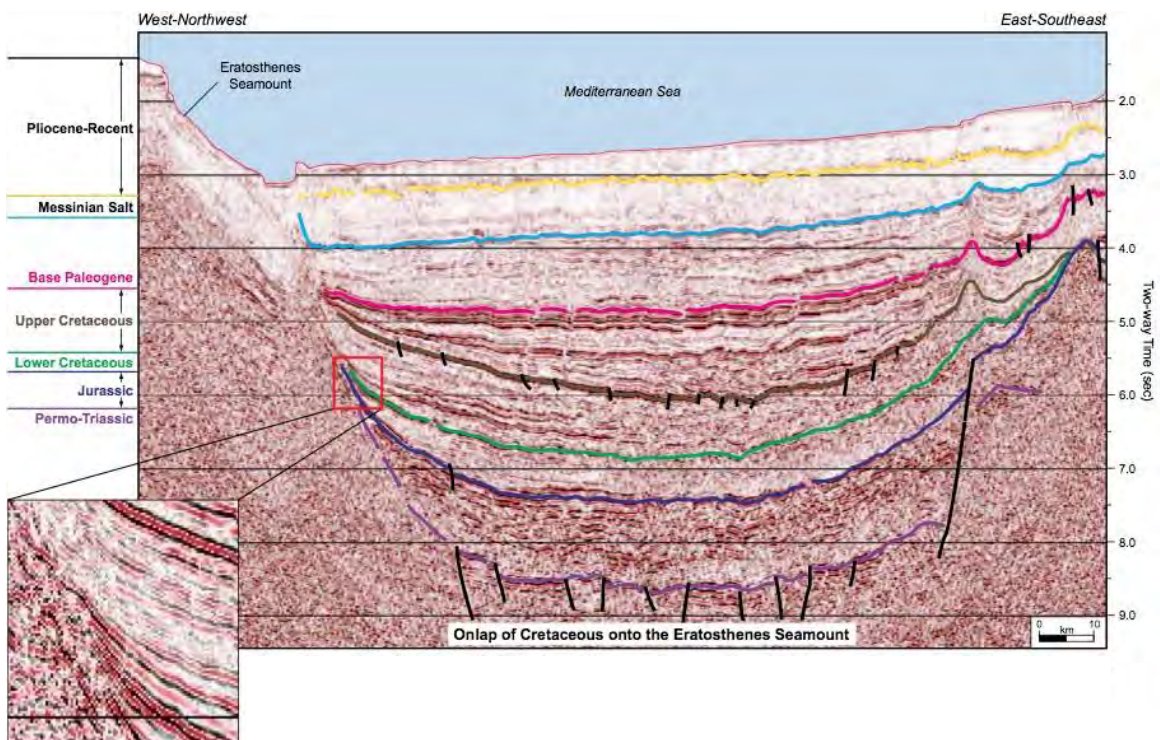 West-Northwest
East-Southeast
Eratosthenes
Seamount
Mediterranean Sea
Pliocene-Recent
Messinian Salt
Base Paleogene
Upper Cretaceous
Lower Cretaceous
Jurassic
Permo-Triassic
2.0
3.0
4.0
5.0
6.0
7.0
8.0
9.0
Two-way Time (sec)
Onlap of Cretaceous onto the Eratosthenes Seamount
0 10
km